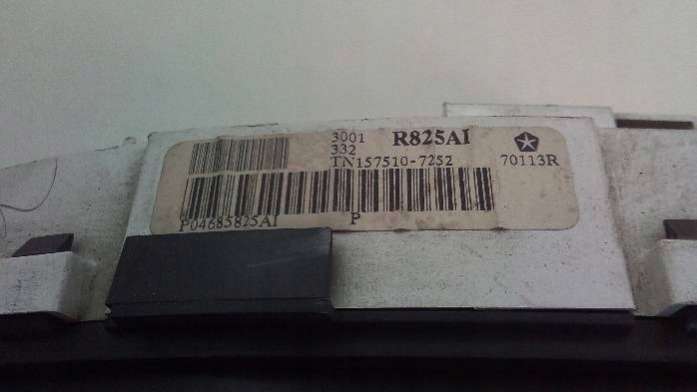 3001 R825AI
332
TN157510-7252 70113R
P04685825AI P